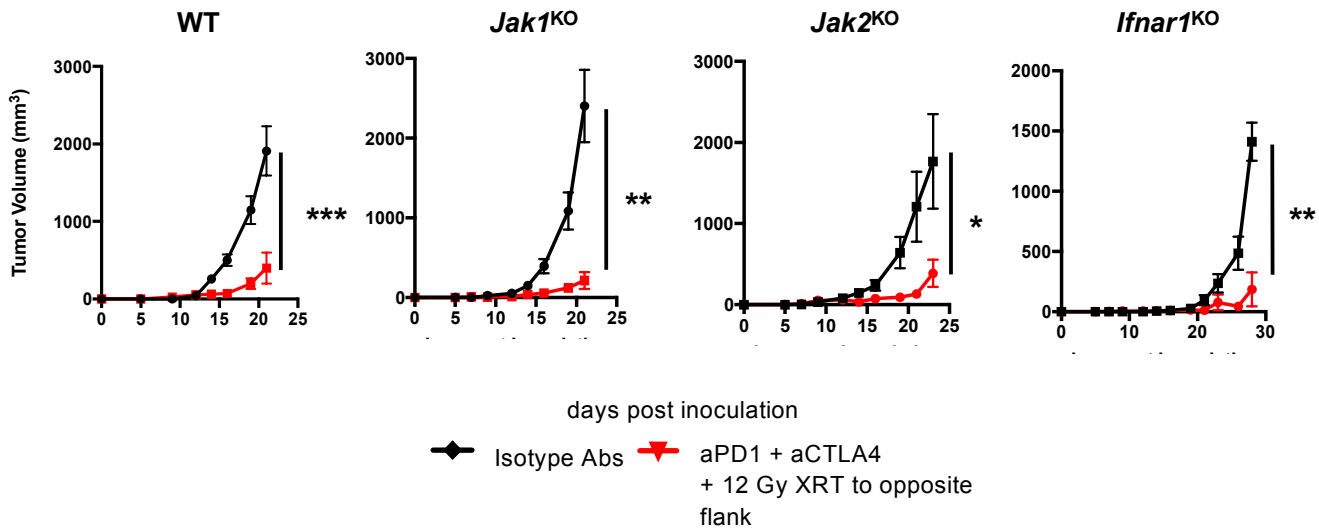 WT
Jak1KO
Jak2KO
Ifnar1KO
Tumor Volume (mm3)
3000
2000
1000
0
0 5 10 15 20 25
***
3000
2000
1000
0
0 5 10 15 20 25
**
3000
2000
1000
0
0 5 10 15 20 25
*
2000
1500
1000
500
0
0 10 20 30
**
days post inoculation
Isotype Abs
aPD1 + aCTLA4
+ 12 Gy XRT to opposite
flank